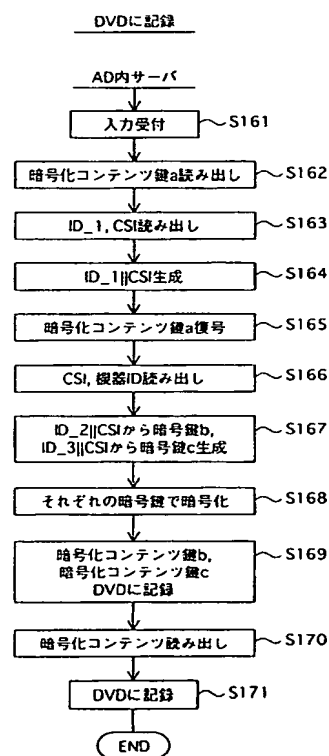 DVDに記録
AD内サーバ
入力受付 S161
暗号化コンテンツ鍵a読み出し S162
ID_1, CSI読み出し S163
ID_1||CSI生成 S164
暗号化コンテンツ鍵a復号 S165
CSI, 機器ID読み出し S166
ID_2||CSIから暗号鍵b, S167
ID_3||CSIから暗号鍵c生成
それぞれの暗号鍵で暗号化 S168
暗号化コンテンツ鍵b, S169
暗号化コンテンツ鍵c
DVDに記録
暗号化コンテンツ読み出し S170
DVDに記録 S171
END